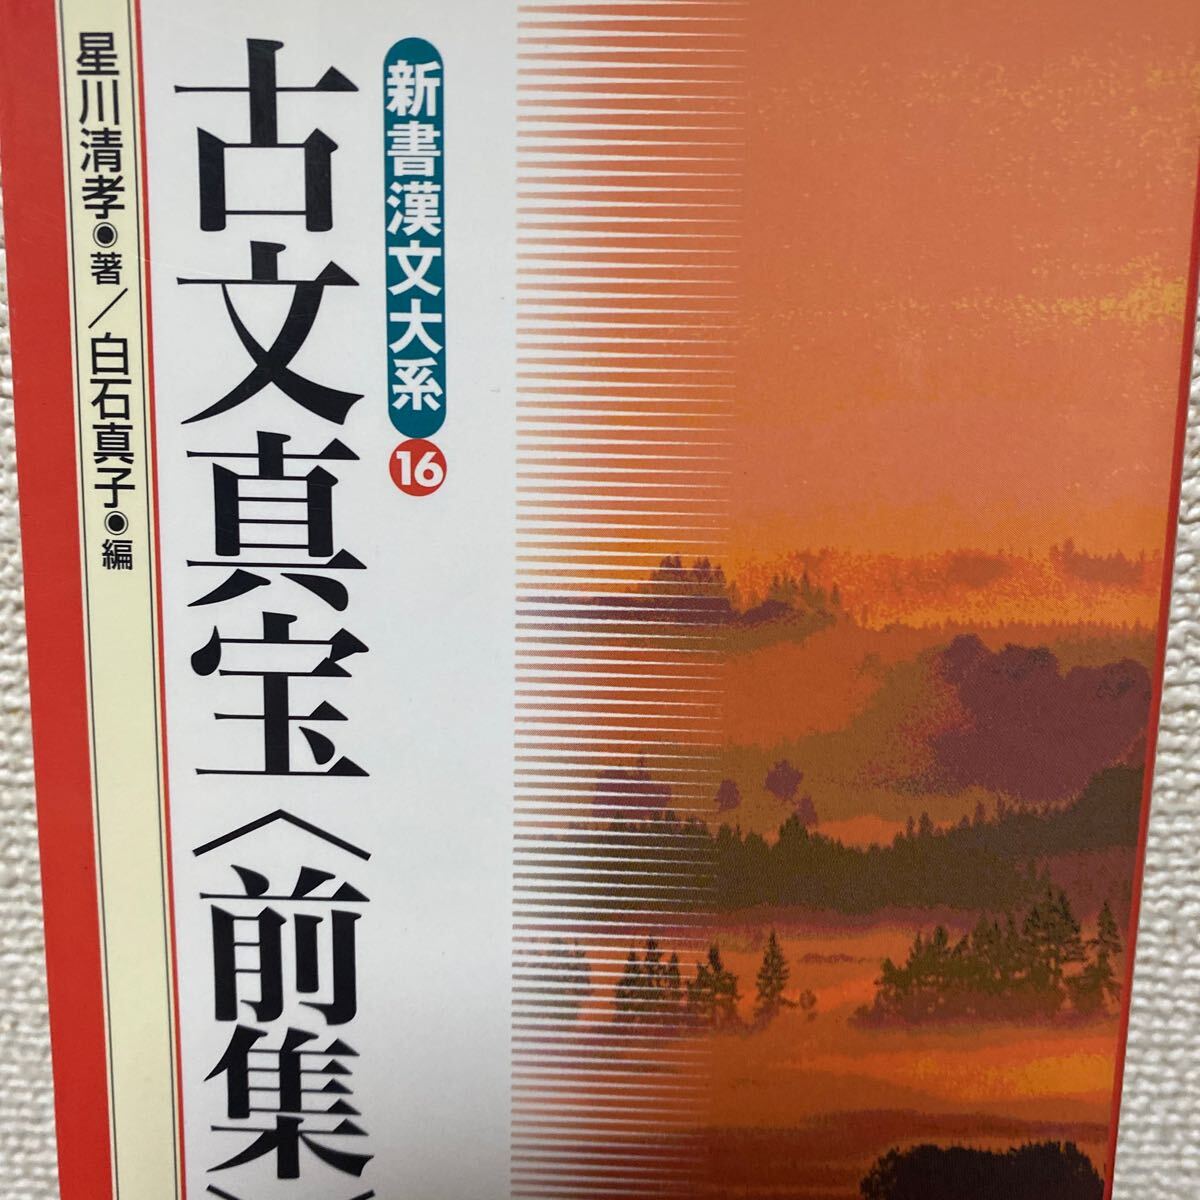 新書漢文大系
16
古文真宝〈前集〉
星川清孝◉著／白石真子◉編